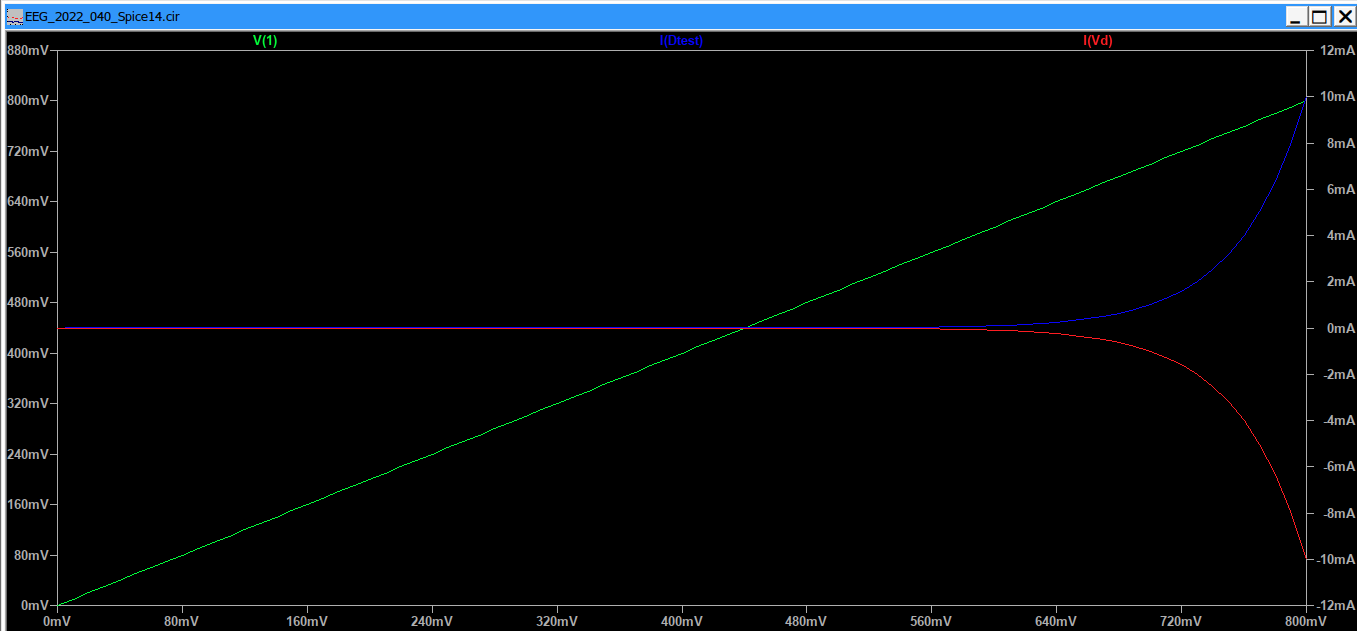 EEG_2022_040_Spice14.cir
V(1) I(Dtest) I(Vd)
880mV 12mA
800mV 10mA
720mV 8mA
640mV 6mA
560mV 4mA
480mV 2mA
0mA
400mV -2mA
320mV -4mA
240mV -6mA
160mV -8mA
80mV -10mA
0mV -12mA
0mV 80mV 160mV 240mV 320mV 400mV 480mV 560mV 640mV 720mV 800mV